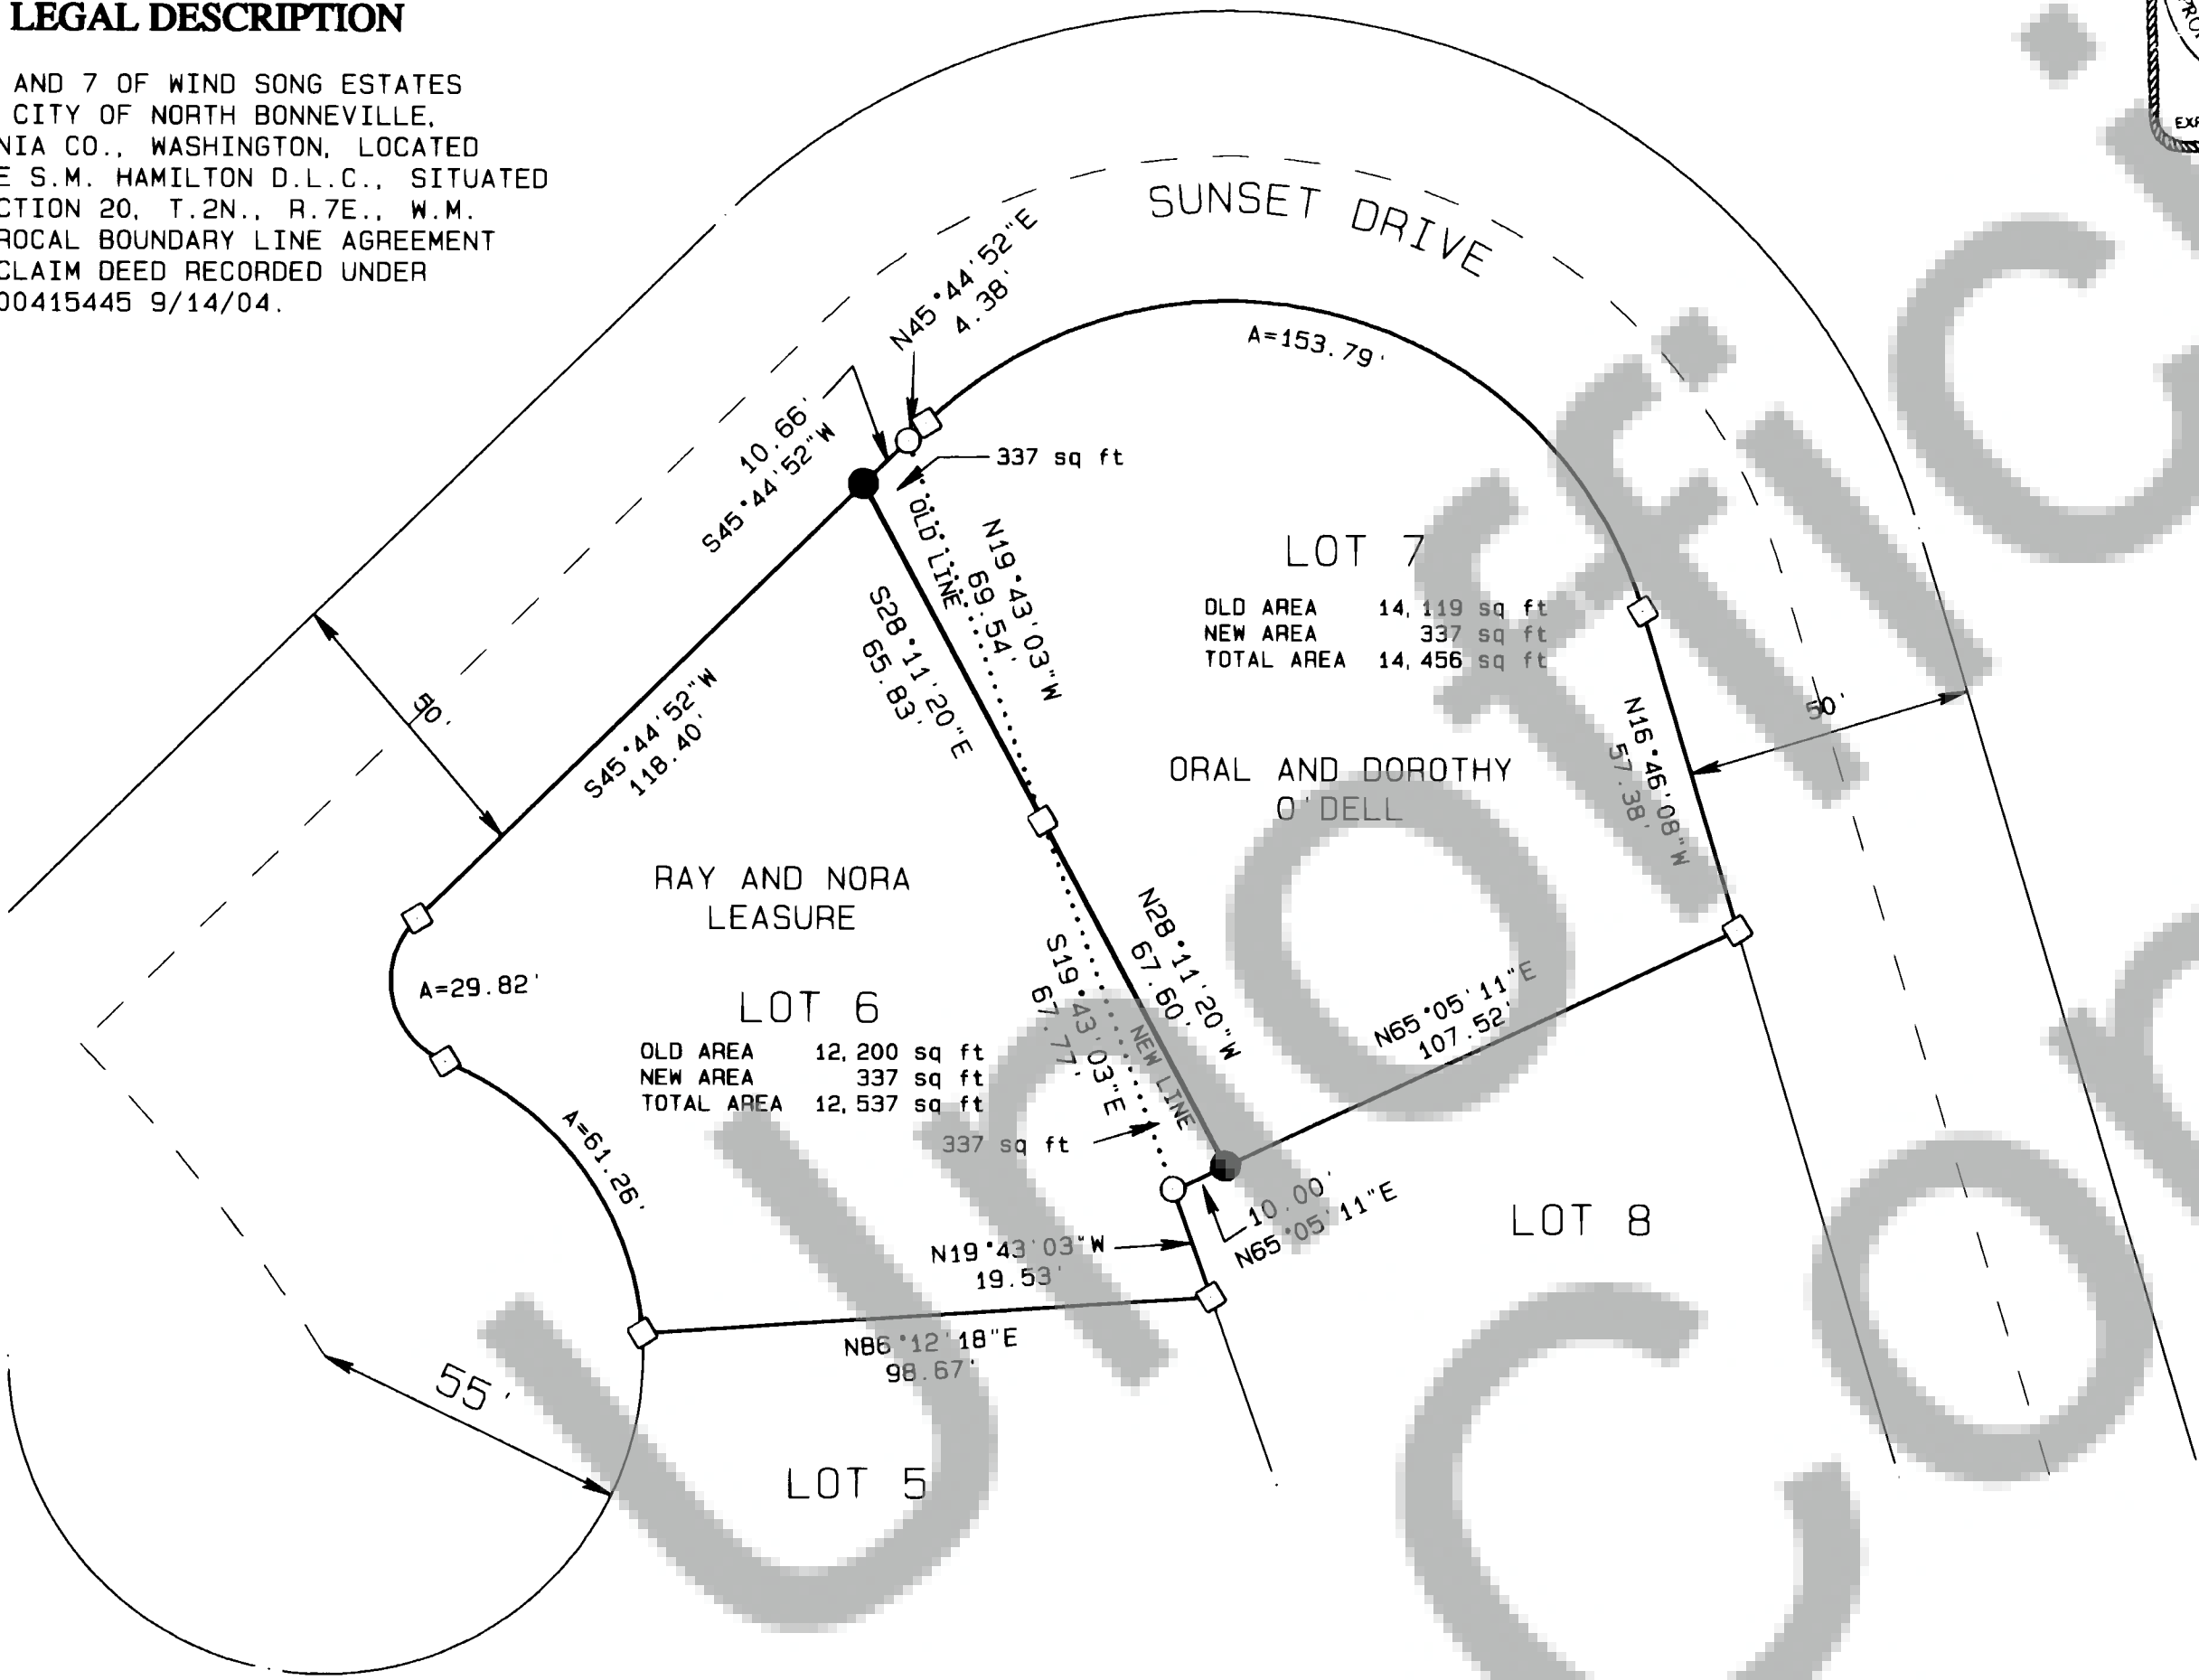 LEGAL DESCRIPTION
AND 7 OF WIND SONG ESTATES
CITY OF NORTH BONNEVILLE,
NIA CO., WASHINGTON, LOCATED
E S.M. HAMILTON D.L.C., SITUATED
CTION 20, T.2N., R.7E., W.M.
ROCAL BOUNDARY LINE AGREEMENT
CLAIM DEED RECORDED UNDER
00415445 9/14/04.
SUNSET DRIVE
N45°44'52"E
4.38'
A=153.79'
10.66'
S45°44'52"W
337 sq ft
OLD LINE
N19°43'03"W
69.54'
S28°11'20"E
65.83'
LOT 7
OLD AREA 14,119 sq ft
NEW AREA 337 sq ft
TOTAL AREA 14,456 sq ft
50'
S45°44'52"W
118.40'
N16°46'08"W
57.38'
50'
ORAL AND DOROTHY
O'DELL
RAY AND NORA
LEASURE
A=29.82'
LOT 6
OLD AREA 12,200 sq ft
NEW AREA 337 sq ft
TOTAL AREA 12,537 sq ft
N28°11'20"W
67.60'
S19°43'03"E
67.77'
NEW LINE
N65°05'11"E
107.52'
A=61.26'
337 sq ft
10.00'
N65°05'11"E
N19°43'03"W
19.53'
LOT 8
N86°12'18"E
98.67'
55'
LOT 5
Unoffici
Co